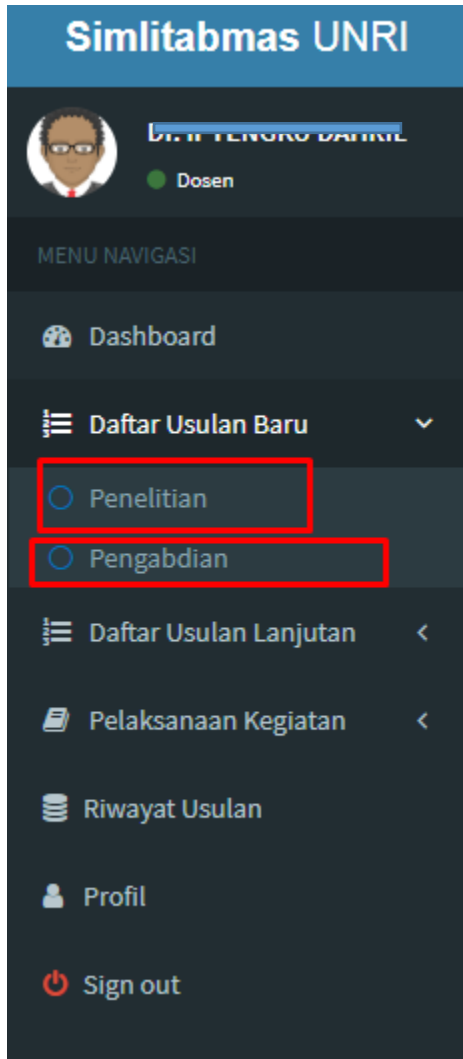 Simlitabmas UNRI
Dosen
MENU NAVIGASI
Dashboard
Daftar Usulan Baru
Penelitian
Pengabdian
Daftar Usulan Lanjutan
Pelaksanaan Kegiatan
Riwayat Usulan
Profil
Sign out